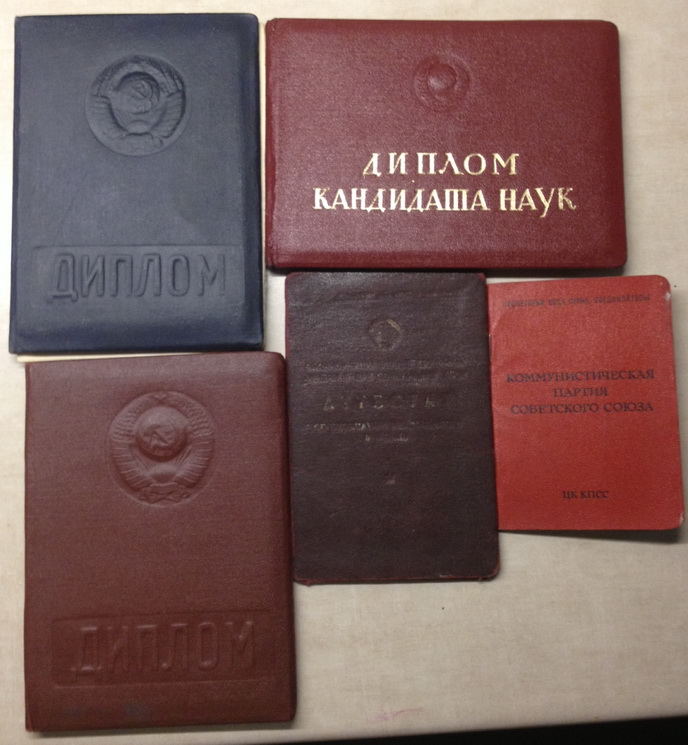 ДИПЛОМ
ДИПЛОМ
КАНДИДАТА НАУК
АТТЕСТАТ
КОММУНИСТИЧЕСКАЯ
ПАРТИЯ
СОВЕТСКОГО СОЮЗА
ЦК КПСС
ДИПЛОМ